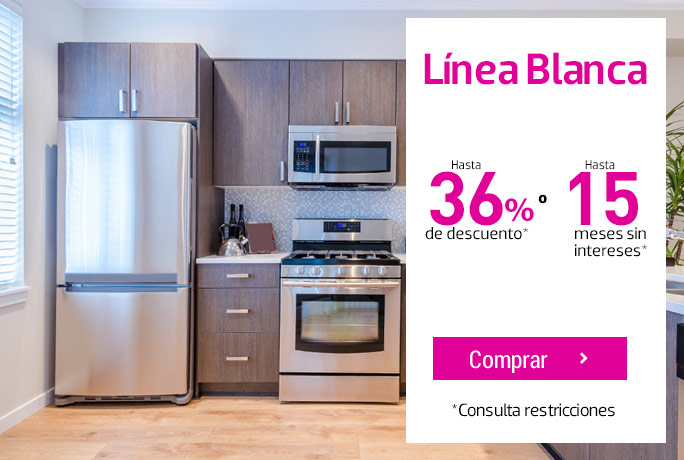 Línea Blanca
Hasta
36% o
de descuento*
Hasta
15
meses sin
intereses*
Comprar >
*Consulta restricciones